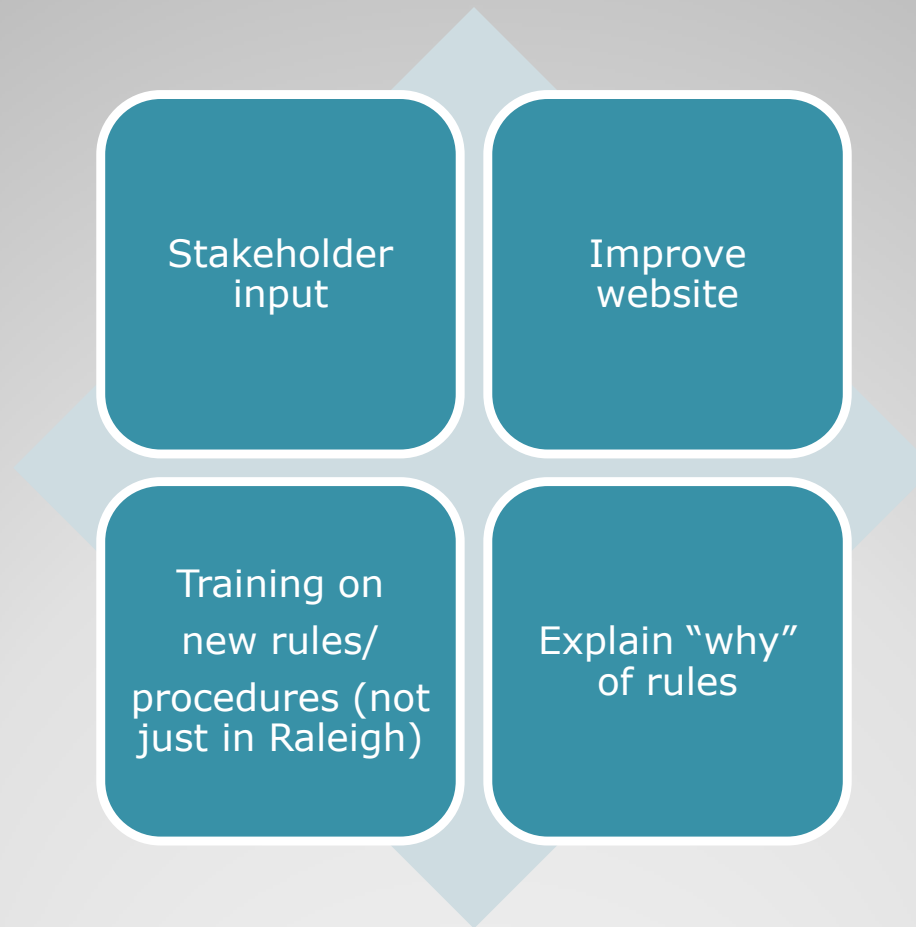 Stakeholder
input
Improve
website
Training on
new rules/
procedures (not
just in Raleigh)
Explain “why”
of rules